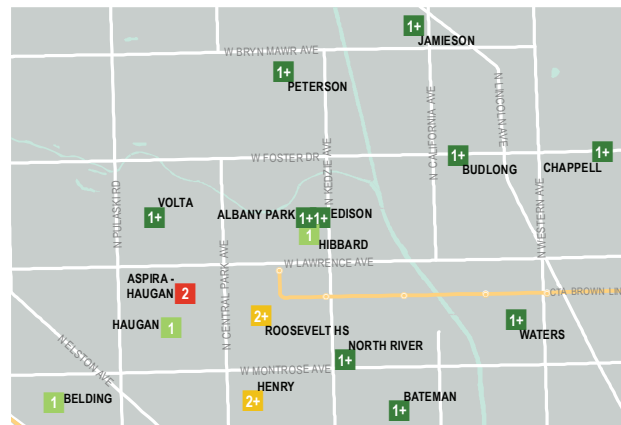 1+
JAMIESON
W BRYN MAWR AVE
1+
PETERSON
N LINCOLN AVE
N CALIFORNIA AVE
W FOSTER DR
1+
BUDLONG
1+
CHAPPELL
N KEDZIE AVE
N PULASKI RD
VOLTA
1+
ALBANY PARK
1+
1+
EDISON
1
HIBBARD
N WESTERN AVE
N CENTRAL PARK AVE
W LAWRENCE AVE
ASPIRA -
HAUGAN
2
CTA BROWN LIN
HAUGAN
1
2+
ROOSEVELT HS
1+
WATERS
N ELSTON AVE
NORTH RIVER
1+
W MONTROSE AVE
HENRY
2+
1
BELDING
1+
BATEMAN